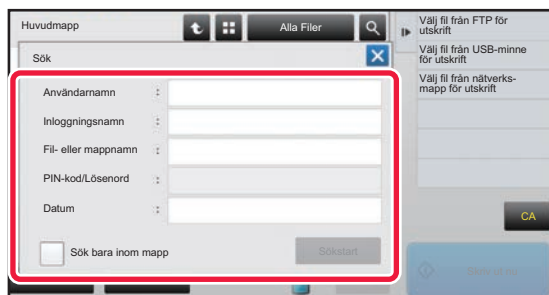 Huvudmapp
Alla Filer
Sök
Användarnamn :
Inloggningsnamn :
Fil- eller mappnamn :
PIN-kod/Lösenord :
Datum :
Sök bara inom mapp
Sökstart
Välj fil från FTP för
utskrift
Välj fil från USB-minne
för utskrift
Välj fil från nätverks-
mapp för utskrift
CA